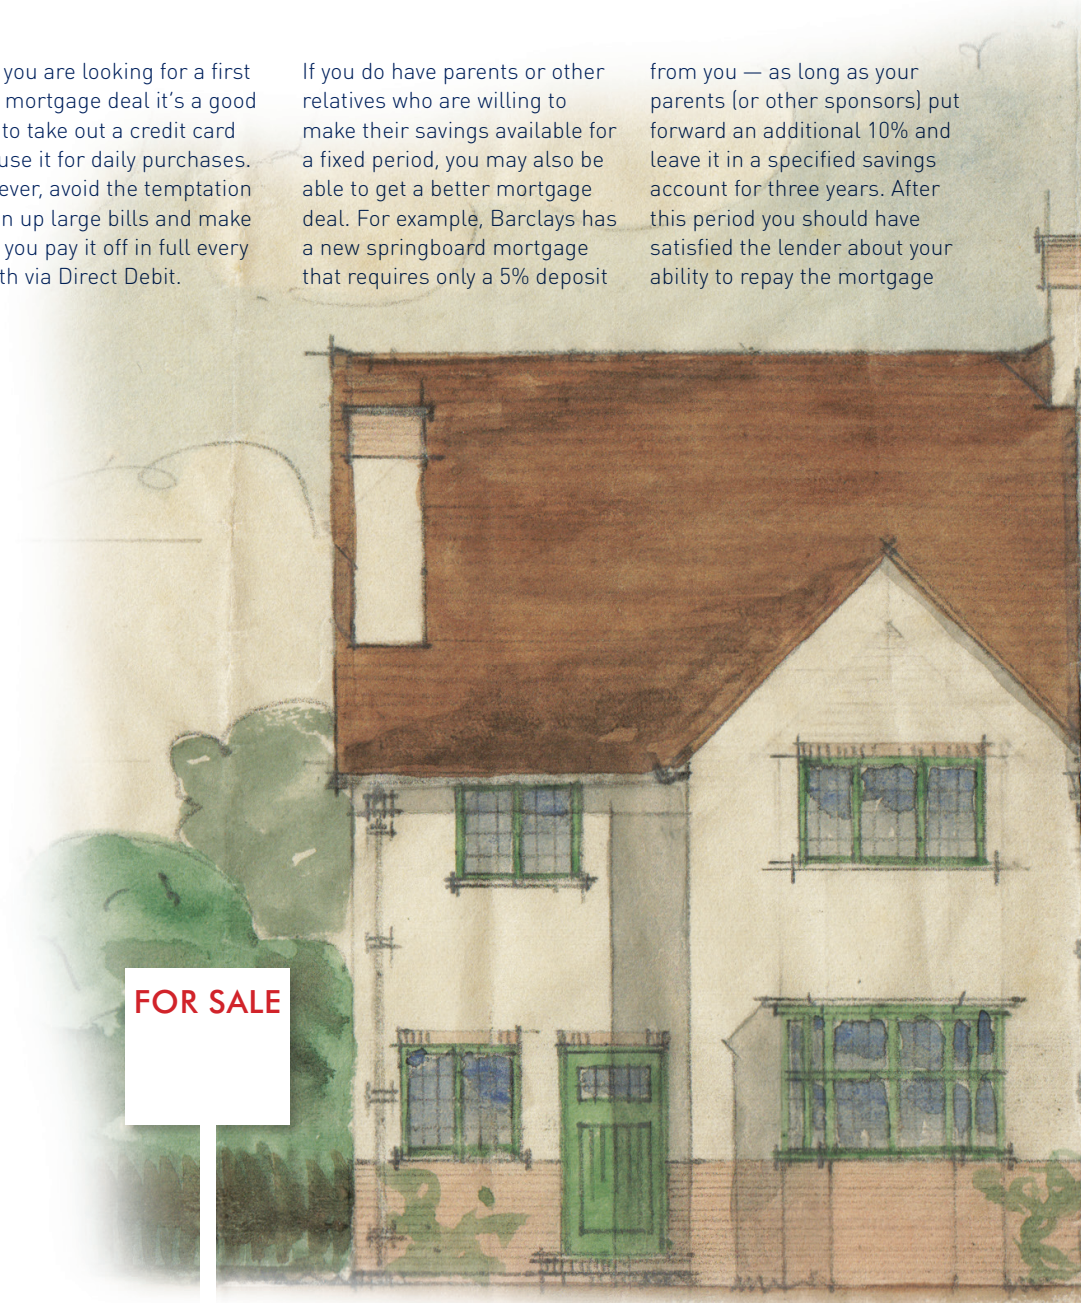 you are looking for a first
mortgage deal it’s a good
to take out a credit card
use it for daily purchases.
ever, avoid the temptation
n up large bills and make
you pay it off in full every
th via Direct Debit.
If you do have parents or other
relatives who are willing to
make their savings available for
a fixed period, you may also be
able to get a better mortgage
deal. For example, Barclays has
a new springboard mortgage
that requires only a 5% deposit
from you — as long as your
parents (or other sponsors) put
forward an additional 10% and
leave it in a specified savings
account for three years. After
this period you should have
satisfied the lender about your
ability to repay the mortgage
FOR SALE